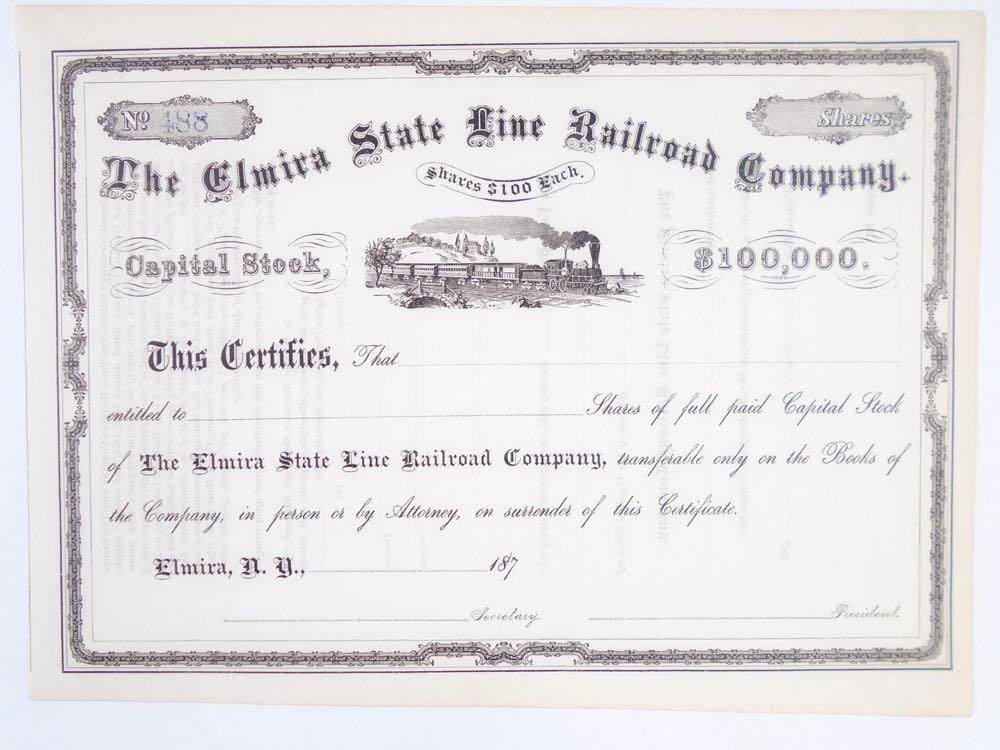 Nº 488
Shares
The Elmira State Line Railroad Company.
Shares $100 Each.
Capital Stock,
$100,000.
This Certifies, That
entitled to Shares of full paid Capital Stock
of The Elmira State Line Railroad Company, transferable only on the Books of
the Company, in person or by Attorney, on surrender of this Certificate.
Elmira, N. Y., 187
Secretary. President.